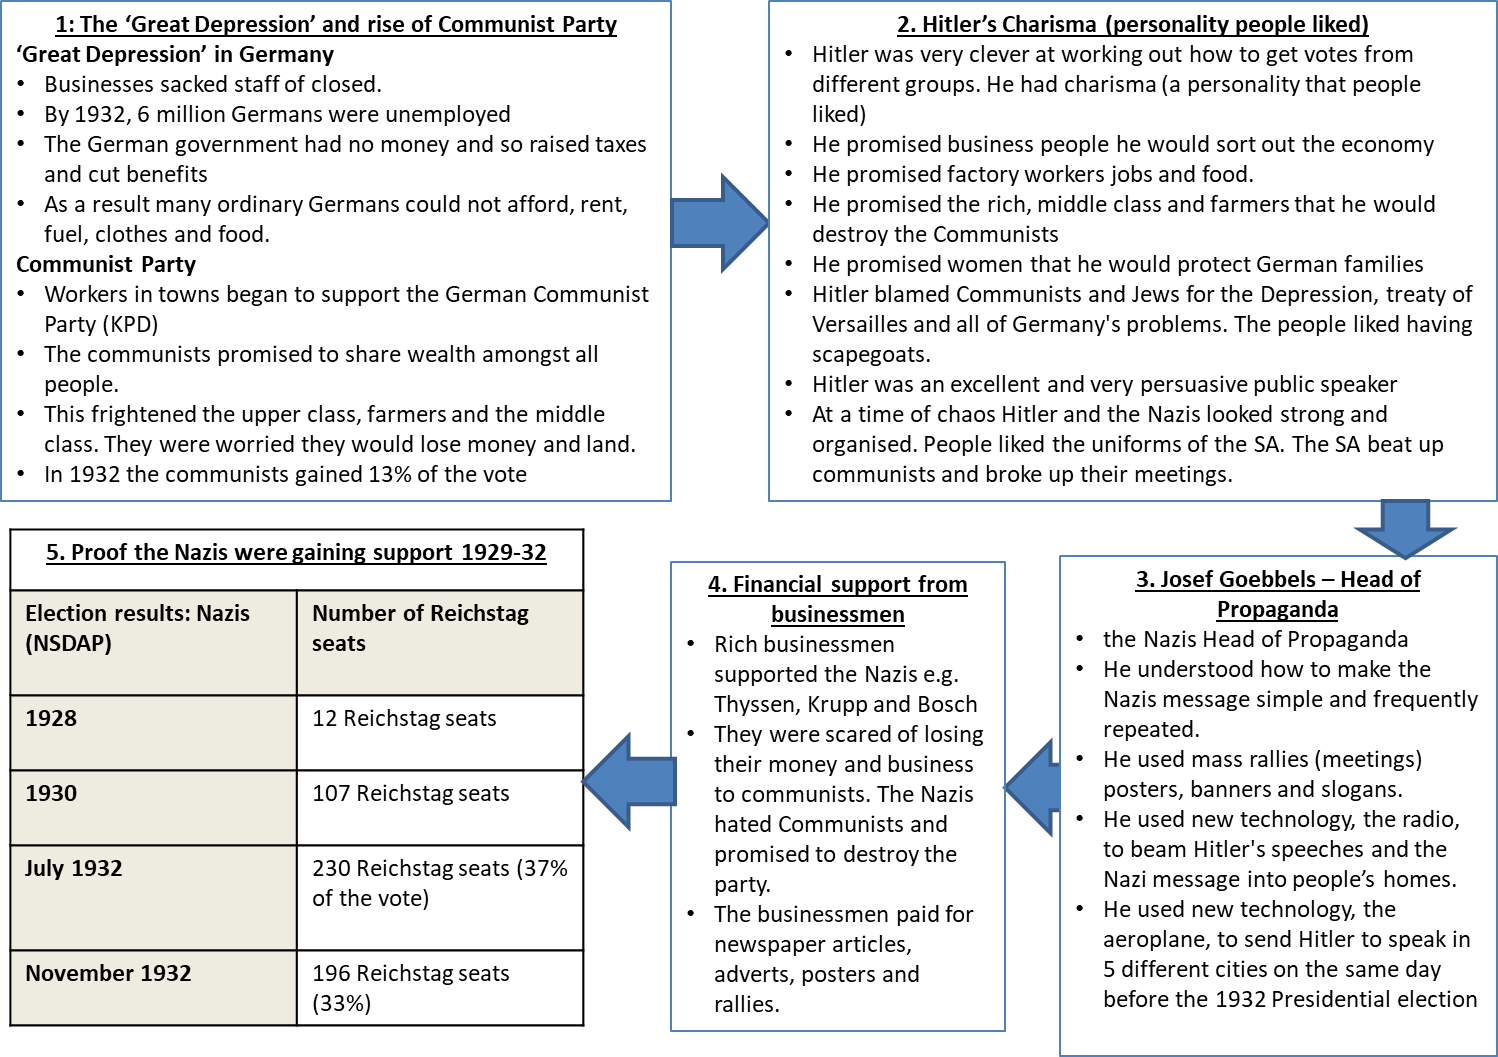 1: The ‘Great Depression’ and rise of Communist Party
‘Great Depression’ in Germany
• Businesses sacked staff of closed.
• By 1932, 6 million Germans were unemployed
• The German government had no money and so raised taxes
and cut benefits
• As a result many ordinary Germans could not afford, rent,
fuel, clothes and food.
Communist Party
• Workers in towns began to support the German Communist
Party (KPD)
• The communists promised to share wealth amongst all
people.
• This frightened the upper class, farmers and the middle
class. They were worried they would lose money and land.
• In 1932 the communists gained 13% of the vote
2. Hitler’s Charisma (personality people liked)
• Hitler was very clever at working out how to get votes from
different groups. He had charisma (a personality that people
liked)
• He promised business people he would sort out the economy
• He promised factory workers jobs and food.
• He promised the rich, middle class and farmers that he would
destroy the Communists
• He promised women that he would protect German families
• Hitler blamed Communists and Jews for the Depression, treaty of
Versailles and all of Germany's problems. The people liked having
scapegoats.
• Hitler was an excellent and very persuasive public speaker
• At a time of chaos Hitler and the Nazis looked strong and
organised. People liked the uniforms of the SA. The SA beat up
communists and broke up their meetings.
3. Josef Goebbels – Head of
Propaganda
• the Nazis Head of Propaganda
• He understood how to make the
Nazis message simple and frequently
repeated.
• He used mass rallies (meetings)
posters, banners and slogans.
• He used new technology, the radio,
to beam Hitler's speeches and the
Nazi message into people’s homes.
• He used new technology, the
aeroplane, to send Hitler to speak in
5 different cities on the same day
before the 1932 Presidential election
4. Financial support from
businessmen
• Rich businessmen
supported the Nazis e.g.
Thyssen, Krupp and Bosch
• They were scared of losing
their money and business
to communists. The Nazis
hated Communists and
promised to destroy the
party.
• The businessmen paid for
newspaper articles,
adverts, posters and
rallies.
5. Proof the Nazis were gaining support 1929-32
Election results: Nazis
(NSDAP)
Number of Reichstag
seats
1928
12 Reichstag seats
1930
107 Reichstag seats
July 1932
230 Reichstag seats (37%
of the vote)
November 1932
196 Reichstag seats
(33%)